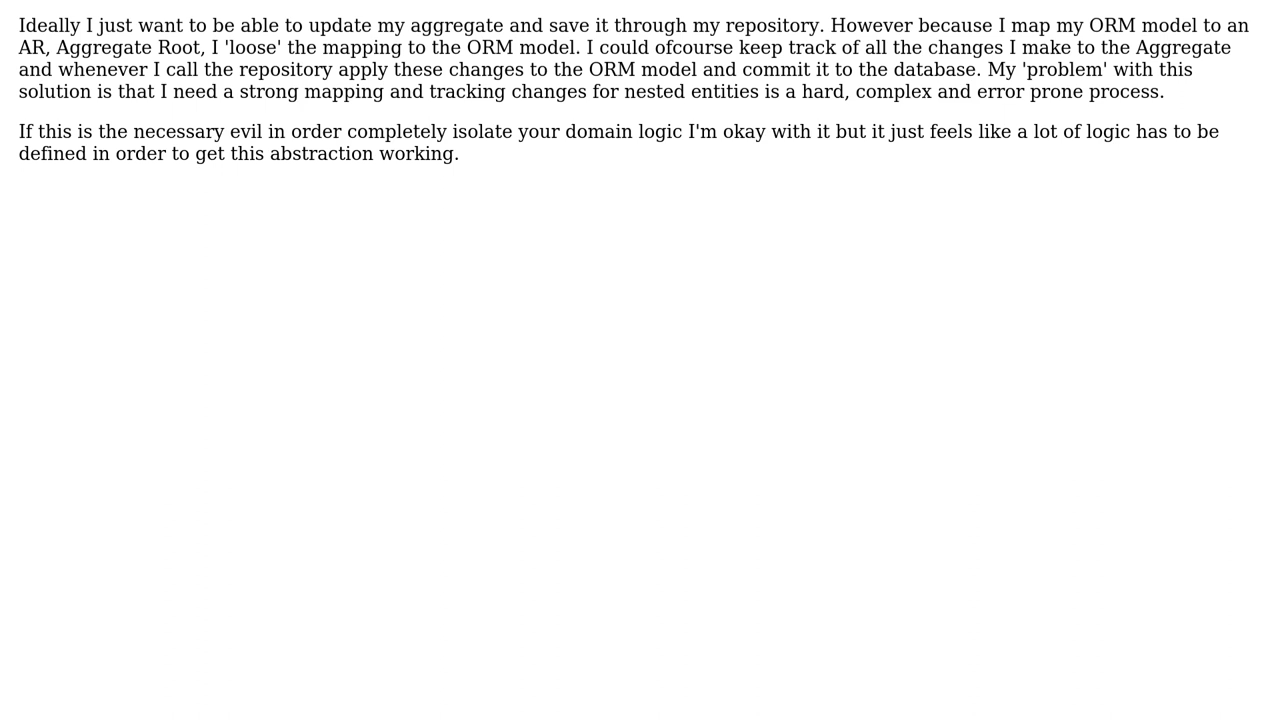 Ideally I just want to be able to update my aggregate and save it through my repository. However because I map my ORM model to an
AR, Aggregate Root, I 'loose' the mapping to the ORM model. I could ofcourse keep track of all the changes I make to the Aggregate
and whenever I call the repository apply these changes to the ORM model and commit it to the database. My 'problem' with this
solution is that I need a strong mapping and tracking changes for nested entities is a hard, complex and error prone process.
If this is the necessary evil in order completely isolate your domain logic I'm okay with it but it just feels like a lot of logic has to be
defined in order to get this abstraction working.